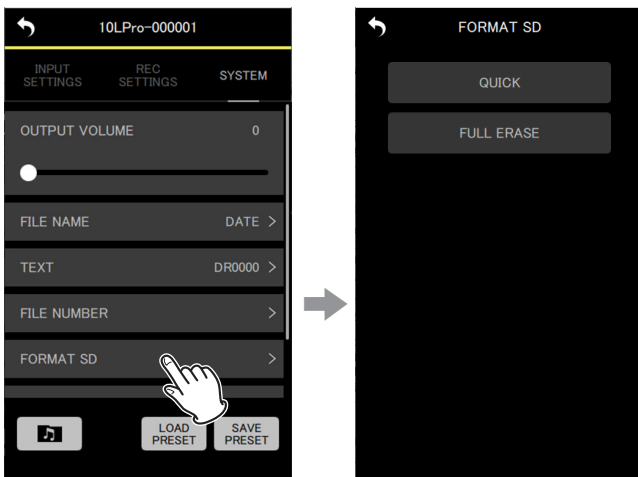 10LPro-000001
INPUT
SETTINGS
REC
SETTINGS
SYSTEM
OUTPUT VOLUME 0
FILE NAME DATE >
TEXT DR0000 >
FILE NUMBER >
FORMAT SD >
LOAD
PRESET
SAVE
PRESET
FORMAT SD
QUICK
FULL ERASE